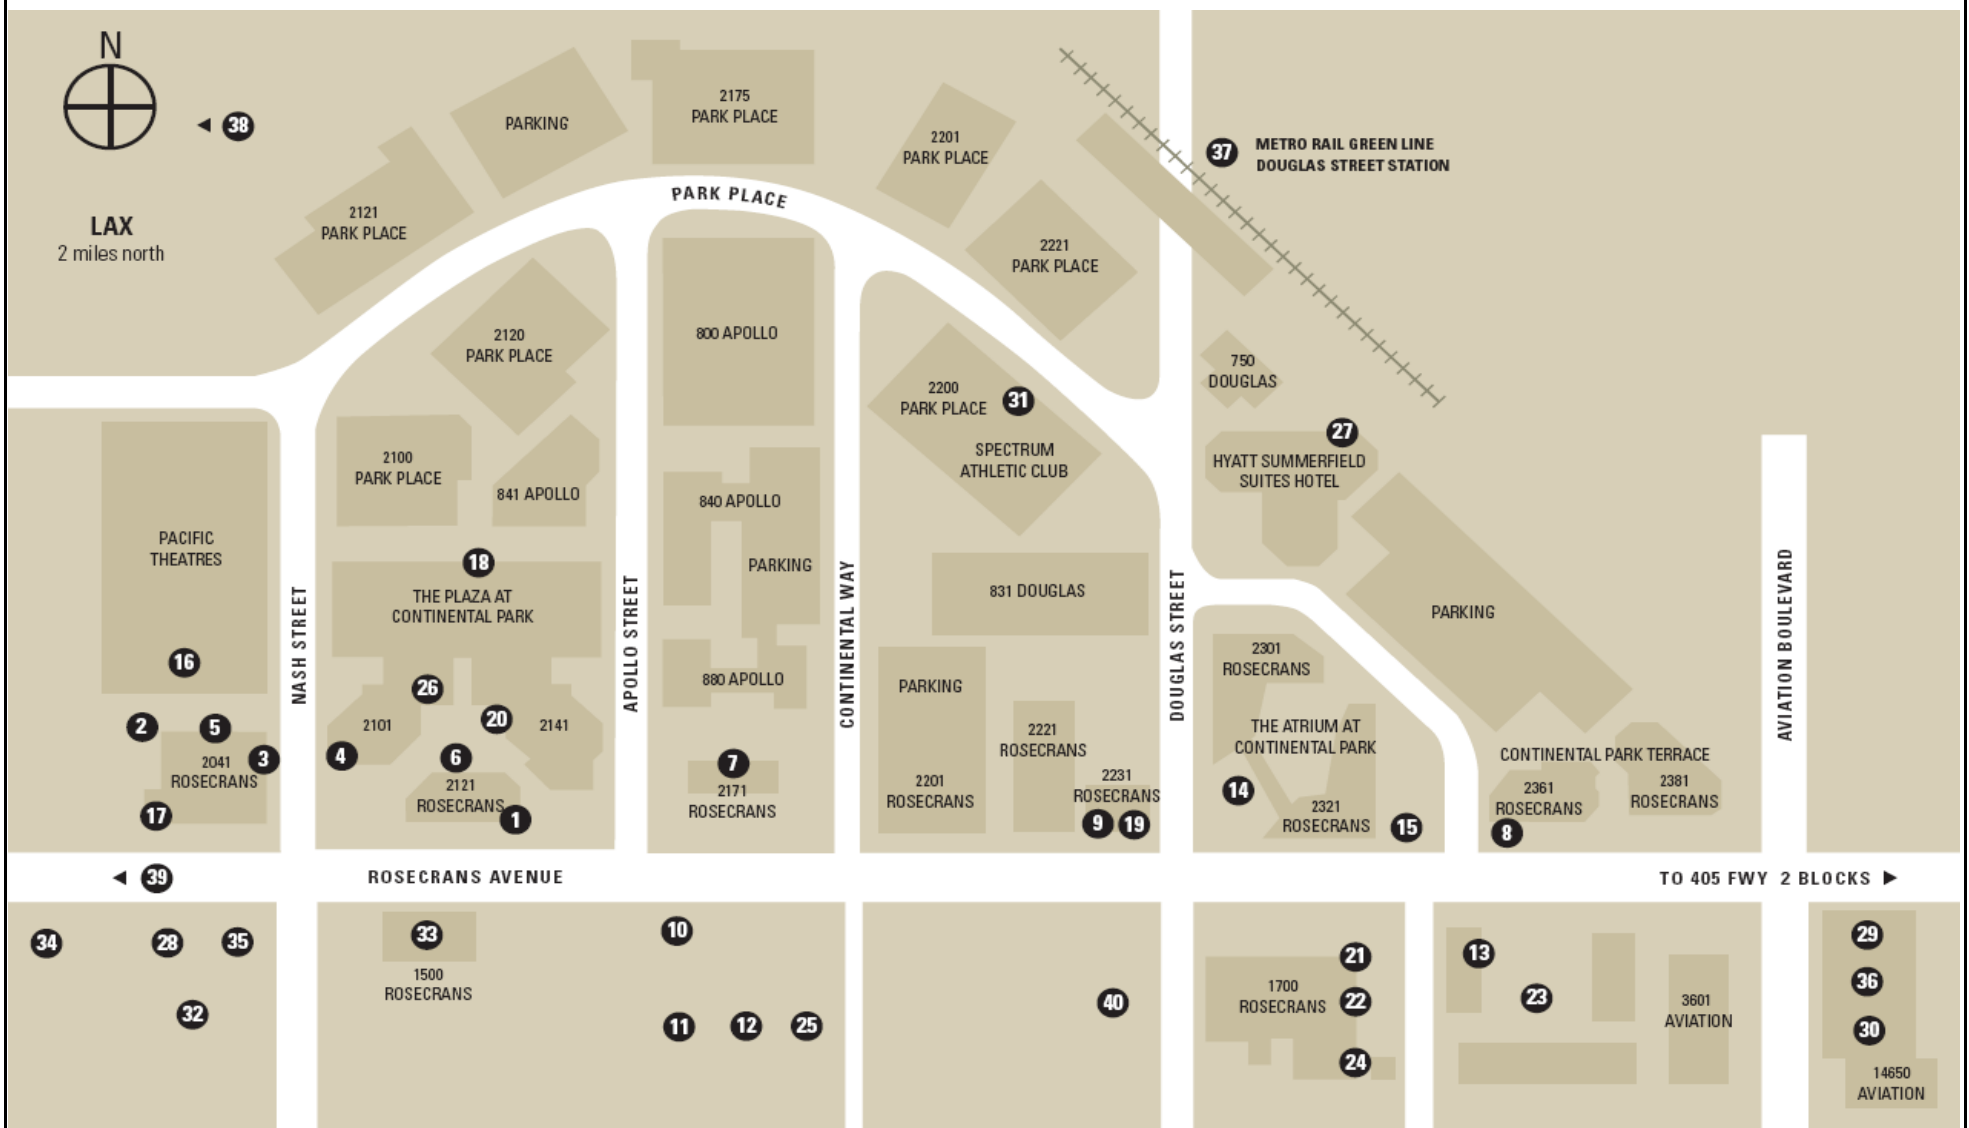 N
38
LAX
2 miles north
2121
PARK PLACE
PARKING
2175
PARK PLACE
2201
PARK PLACE
37
METRO RAIL GREEN LINE
DOUGLAS STREET STATION
PARK PLACE
2221
PARK PLACE
2120
PARK PLACE
800 APOLLO
2200
PARK PLACE
31
SPECTRUM
ATHLETIC CLUB
750
DOUGLAS
27
HYATT SUMMERFIELD
SUITES HOTEL
2100
PARK PLACE
841 APOLLO
840 APOLLO
PARKING
PACIFIC
THEATRES
16
18
THE PLAZA AT
CONTINENTAL PARK
831 DOUGLAS
PARKING
NASH STREET
APOLLO STREET
CONTINENTAL WAY
DOUGLAS STREET
AVIATION BOULEVARD
2
5
3
2041
ROSECRANS
17
26
20
2101
2141
4
6
2121
ROSECRANS
1
880 APOLLO
7
2171
ROSECRANS
PARKING
2201
ROSECRANS
2221
ROSECRANS
2231
ROSECRANS
9
19
2301
ROSECRANS
THE ATRIUM AT
CONTINENTAL PARK
14
2321
ROSECRANS
15
CONTINENTAL PARK TERRACE
2361
ROSECRANS
2381
ROSECRANS
8
39
ROSECRANS AVENUE
TO 405 FWY 2 BLOCKS
34
28
35
32
33
1500
ROSECRANS
10
11
12
25
40
1700
ROSECRANS
21
22
24
13
23
3601
AVIATION
29
36
30
14650
AVIATION